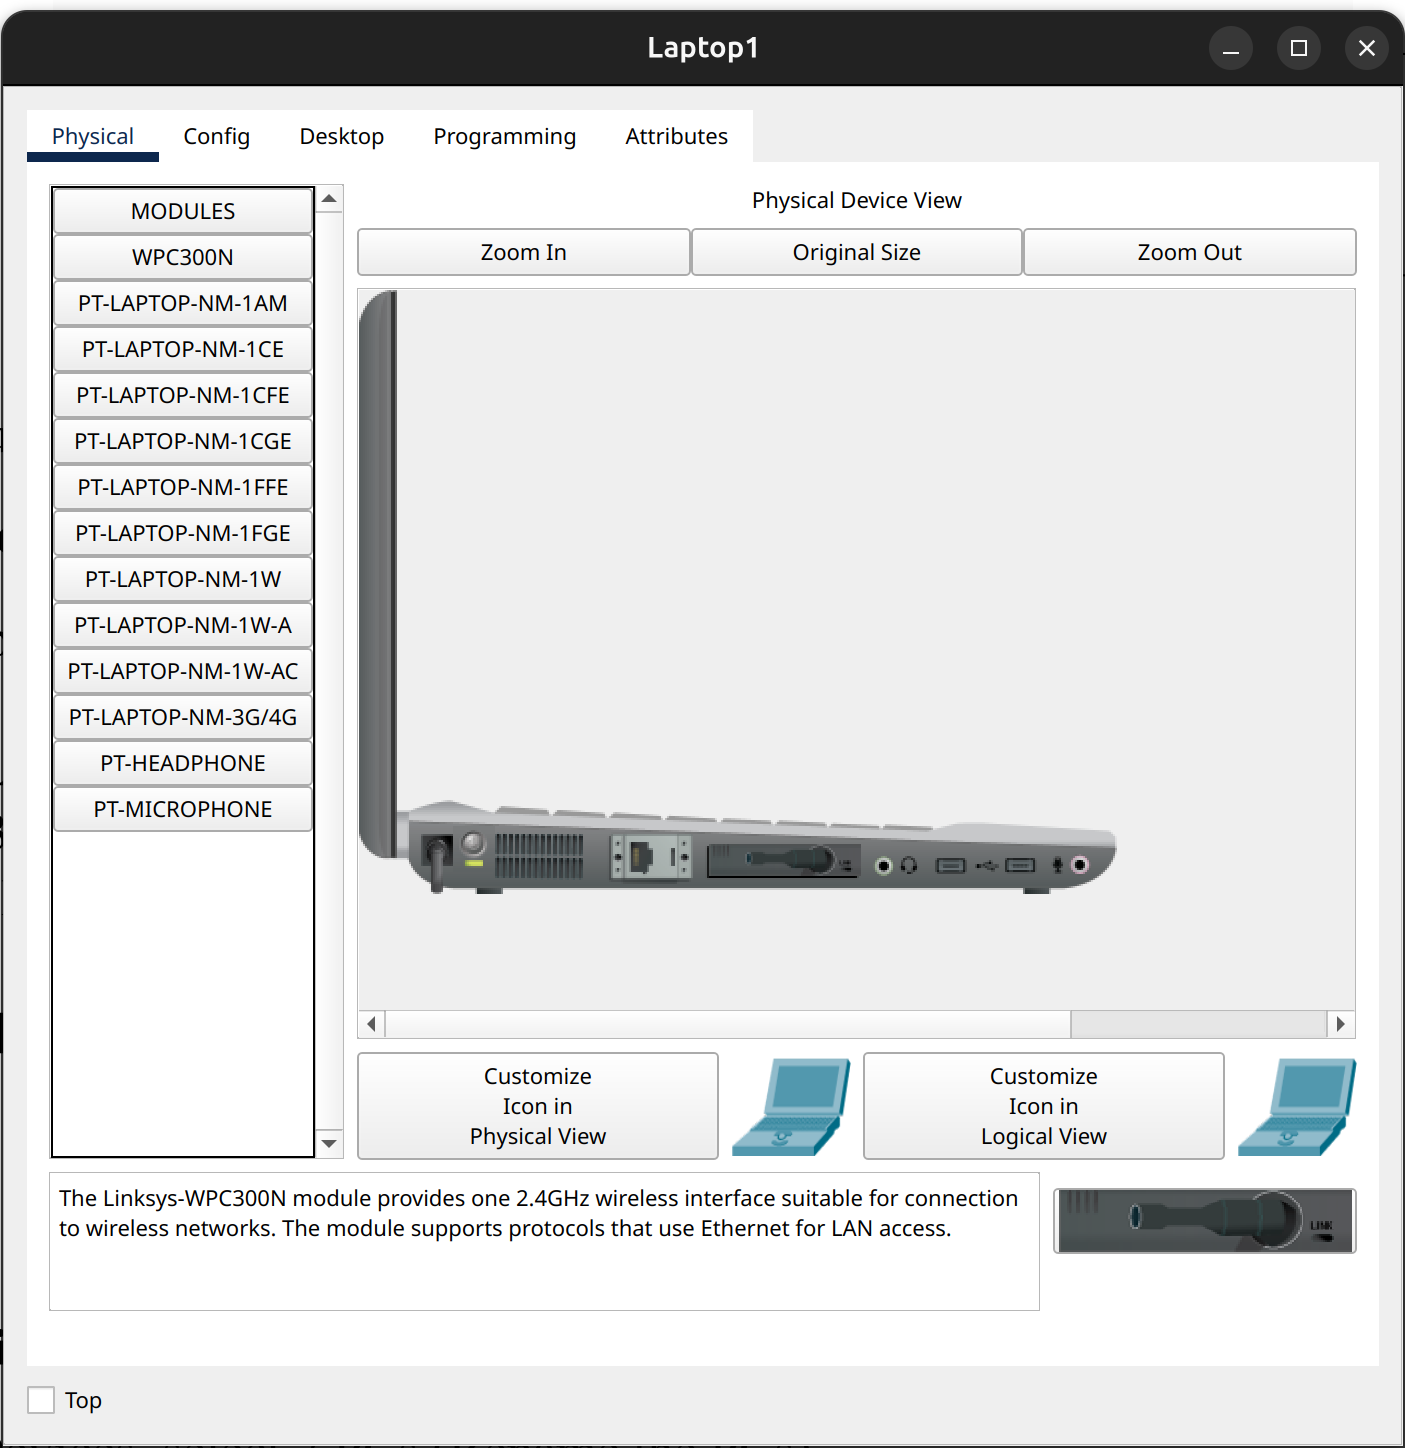 Laptop1
Physical
Config
Desktop
Programming
Attributes
MODULES
WPC300N
PT-LAPTOP-NM-1AM
PT-LAPTOP-NM-1CE
PT-LAPTOP-NM-1CFE
PT-LAPTOP-NM-1CGE
PT-LAPTOP-NM-1FFE
PT-LAPTOP-NM-1FGE
PT-LAPTOP-NM-1W
PT-LAPTOP-NM-1W-A
PT-LAPTOP-NM-1W-AC
PT-LAPTOP-NM-3G/4G
PT-HEADPHONE
PT-MICROPHONE
Physical Device View
Zoom In
Original Size
Zoom Out
Customize
Icon in
Physical View
Customize
Icon in
Logical View
The Linksys-WPC300N module provides one 2.4GHz wireless interface suitable for connection
to wireless networks. The module supports protocols that use Ethernet for LAN access.
LINK
Top